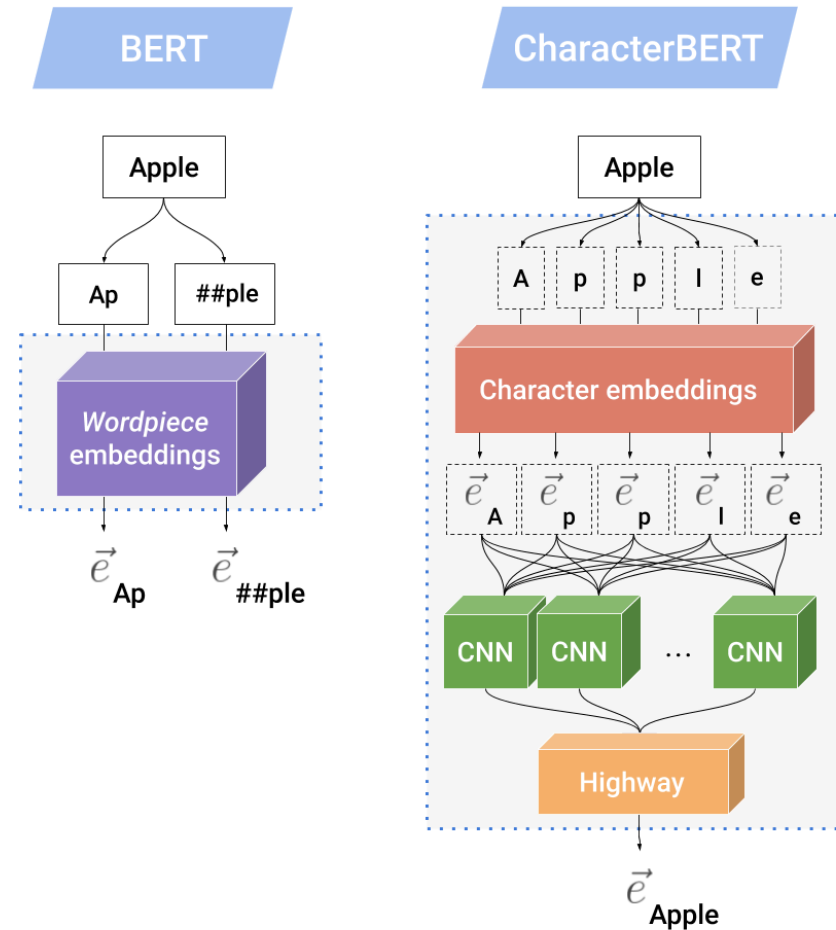 BERT
Apple
Ap
##ple
Wordpiece
embeddings
e⃗ Ap
e⃗ ##ple
CharacterBERT
Apple
A p p l e
Character embeddings
e⃗ A e⃗ p e⃗ p e⃗ l e⃗ e
CNN CNN ... CNN
Highway
e⃗ Apple